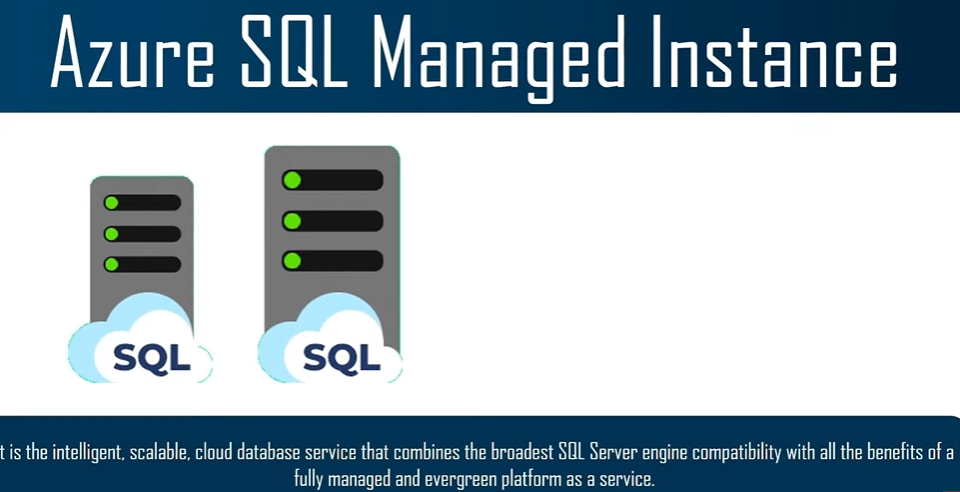 Azure SQL Managed Instance
SQL
SQL
t is the intelligent, scalable, cloud database service that combines the broadest SQL Server engine compatibility with all the benefits of a
fully managed and evergreen platform as a service.